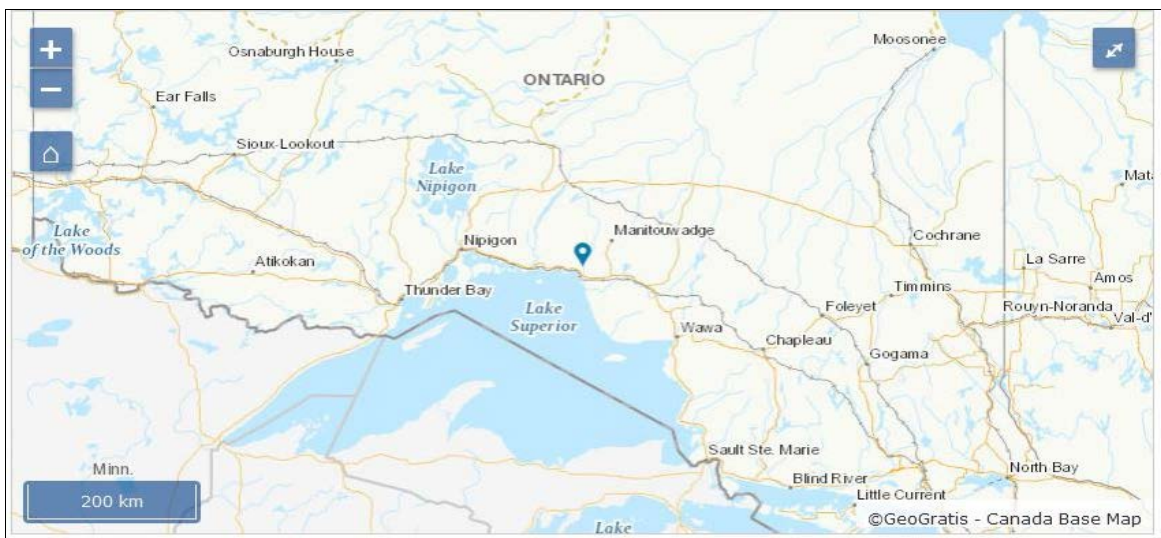 +
−
Osnaburgh House
Moosonee
ONTARIO
Ear Falls
Sioux-Lookout
Lake
Nipigon
Lake
of the Woods
Nipigon
Manitouwadge
Cochrane
Atikokan
La Sarre
Amos
Thunder Bay
Timmins
Lake
Superior
Foleyet
Rouyn-Noranda
Val-d'
Wawa
Chapleau
Gogama
Sault Ste. Marie
Minn.
North Bay
Blind River
Little Current
200 km
©GeoGratis - Canada Base Map
Lake
Mata